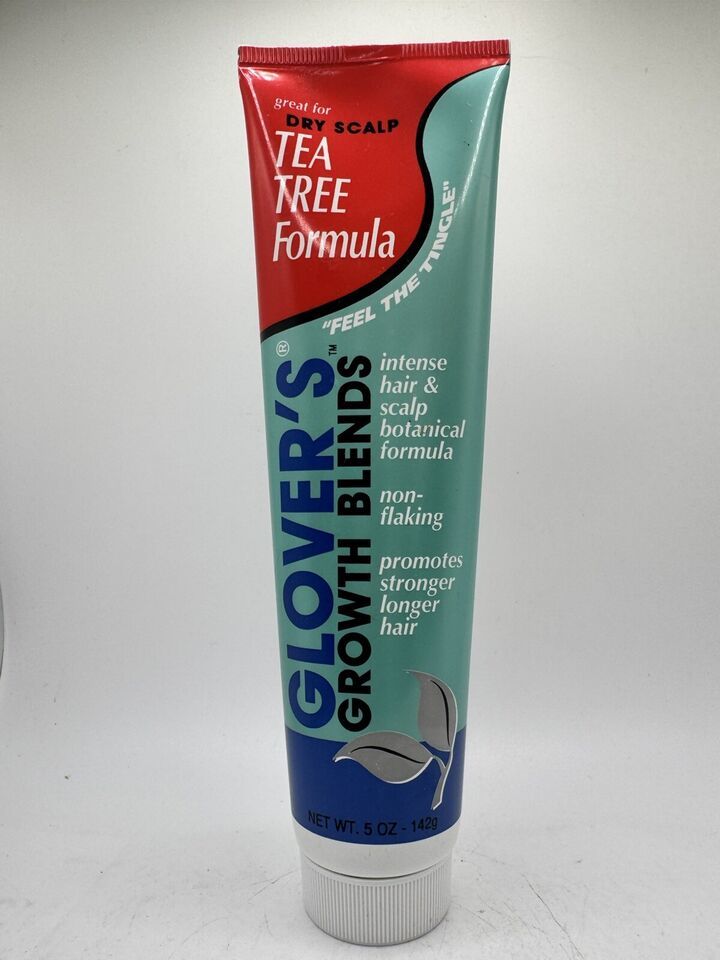 great for
DRY SCALP
TEA
TREE
Formula
"FEEL THE TINGLE"
GLOVER'S®
GROWTH BLENDS™
intense
hair &
scalp
botanical
formula
non-
flaking
promotes
stronger
longer
hair
NET WT. 5 OZ - 142g